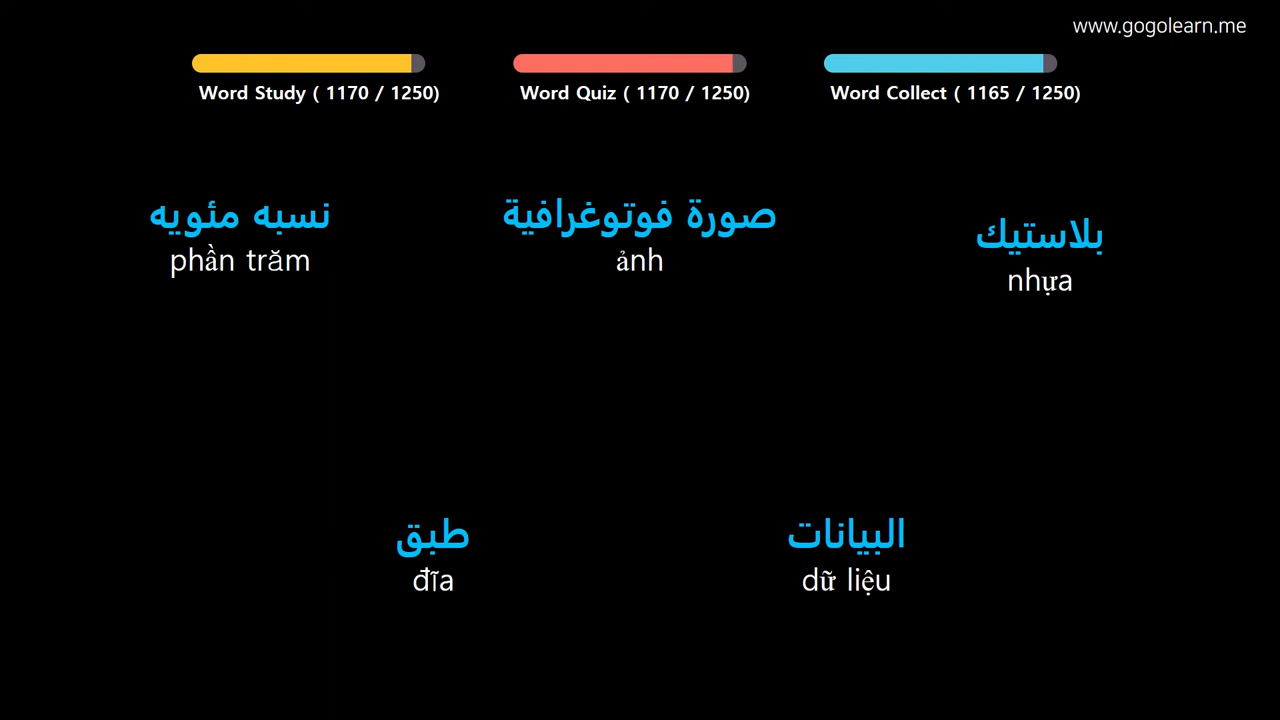 www.gogolearn.me
Word Study ( 1170 / 1250)
Word Quiz ( 1170 / 1250)
Word Collect ( 1165 / 1250)
نسبه مئويه
phần trăm
صورة فوتوغرافية
ảnh
بلاستيك
nhựa
طبق
đĩa
البيانات
dữ liệu